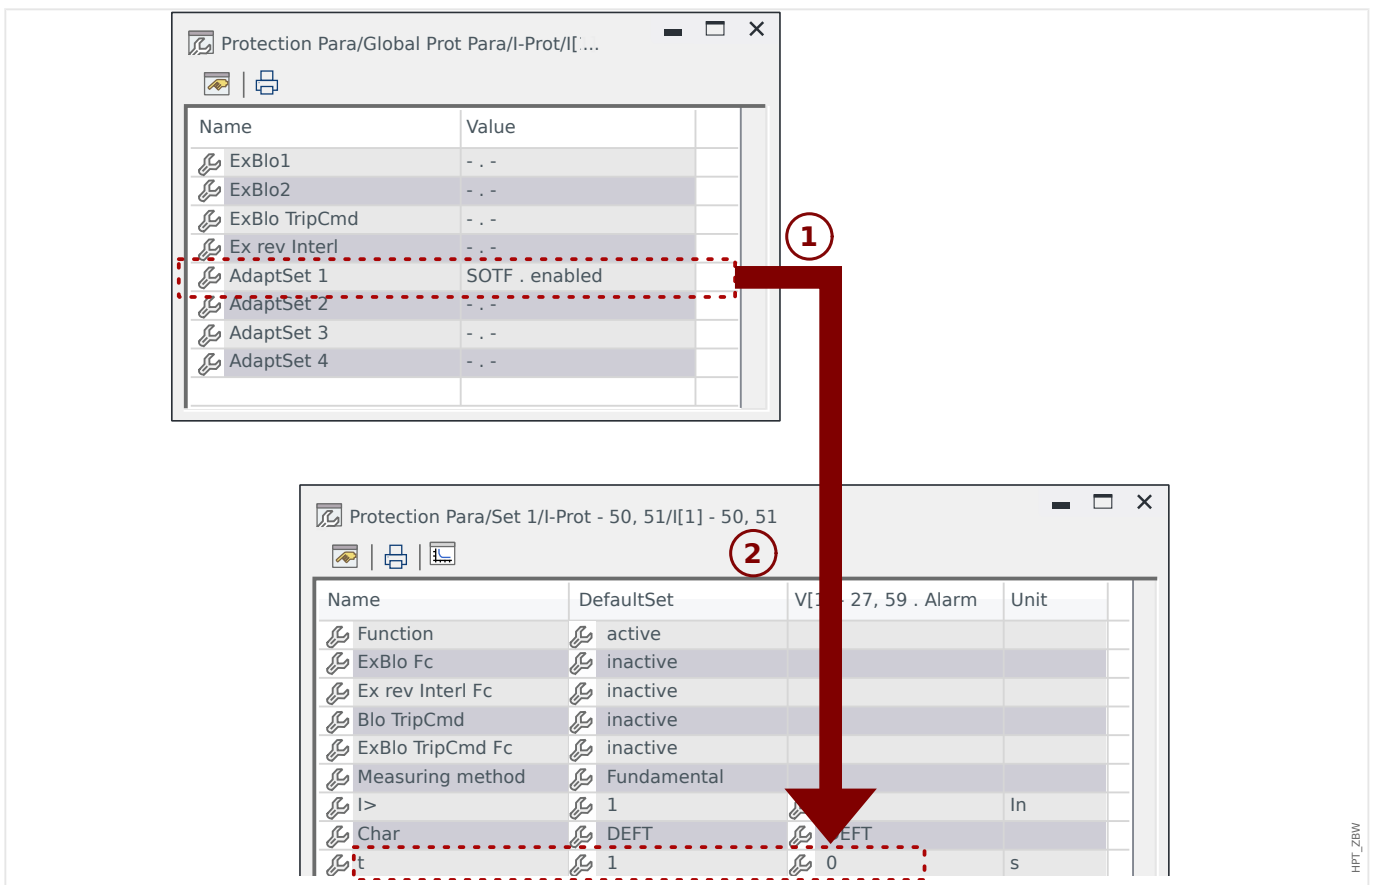 Protection Para/Global Prot Para/I-Prot/I[...
Name Value
ExBlo1 - . -
ExBlo2 - . -
ExBlo TripCmd - . -
Ex rev Interl - . -
1
AdaptSet 1 SOTF . enabled
AdaptSet 2 - . -
AdaptSet 3 - . -
AdaptSet 4 - . -
Protection Para/Set 1/I-Prot - 50, 51/I[1] - 50, 51
2
Name DefaultSet 27, 59 . Alarm Unit
Function active
ExBlo Fc inactive
Ex rev Interl Fc inactive
Blo TripCmd inactive
ExBlo TripCmd Fc inactive
Measuring method Fundamental
I> 1 In
Char DEFT
t 1 0 s
HPT_ZBW